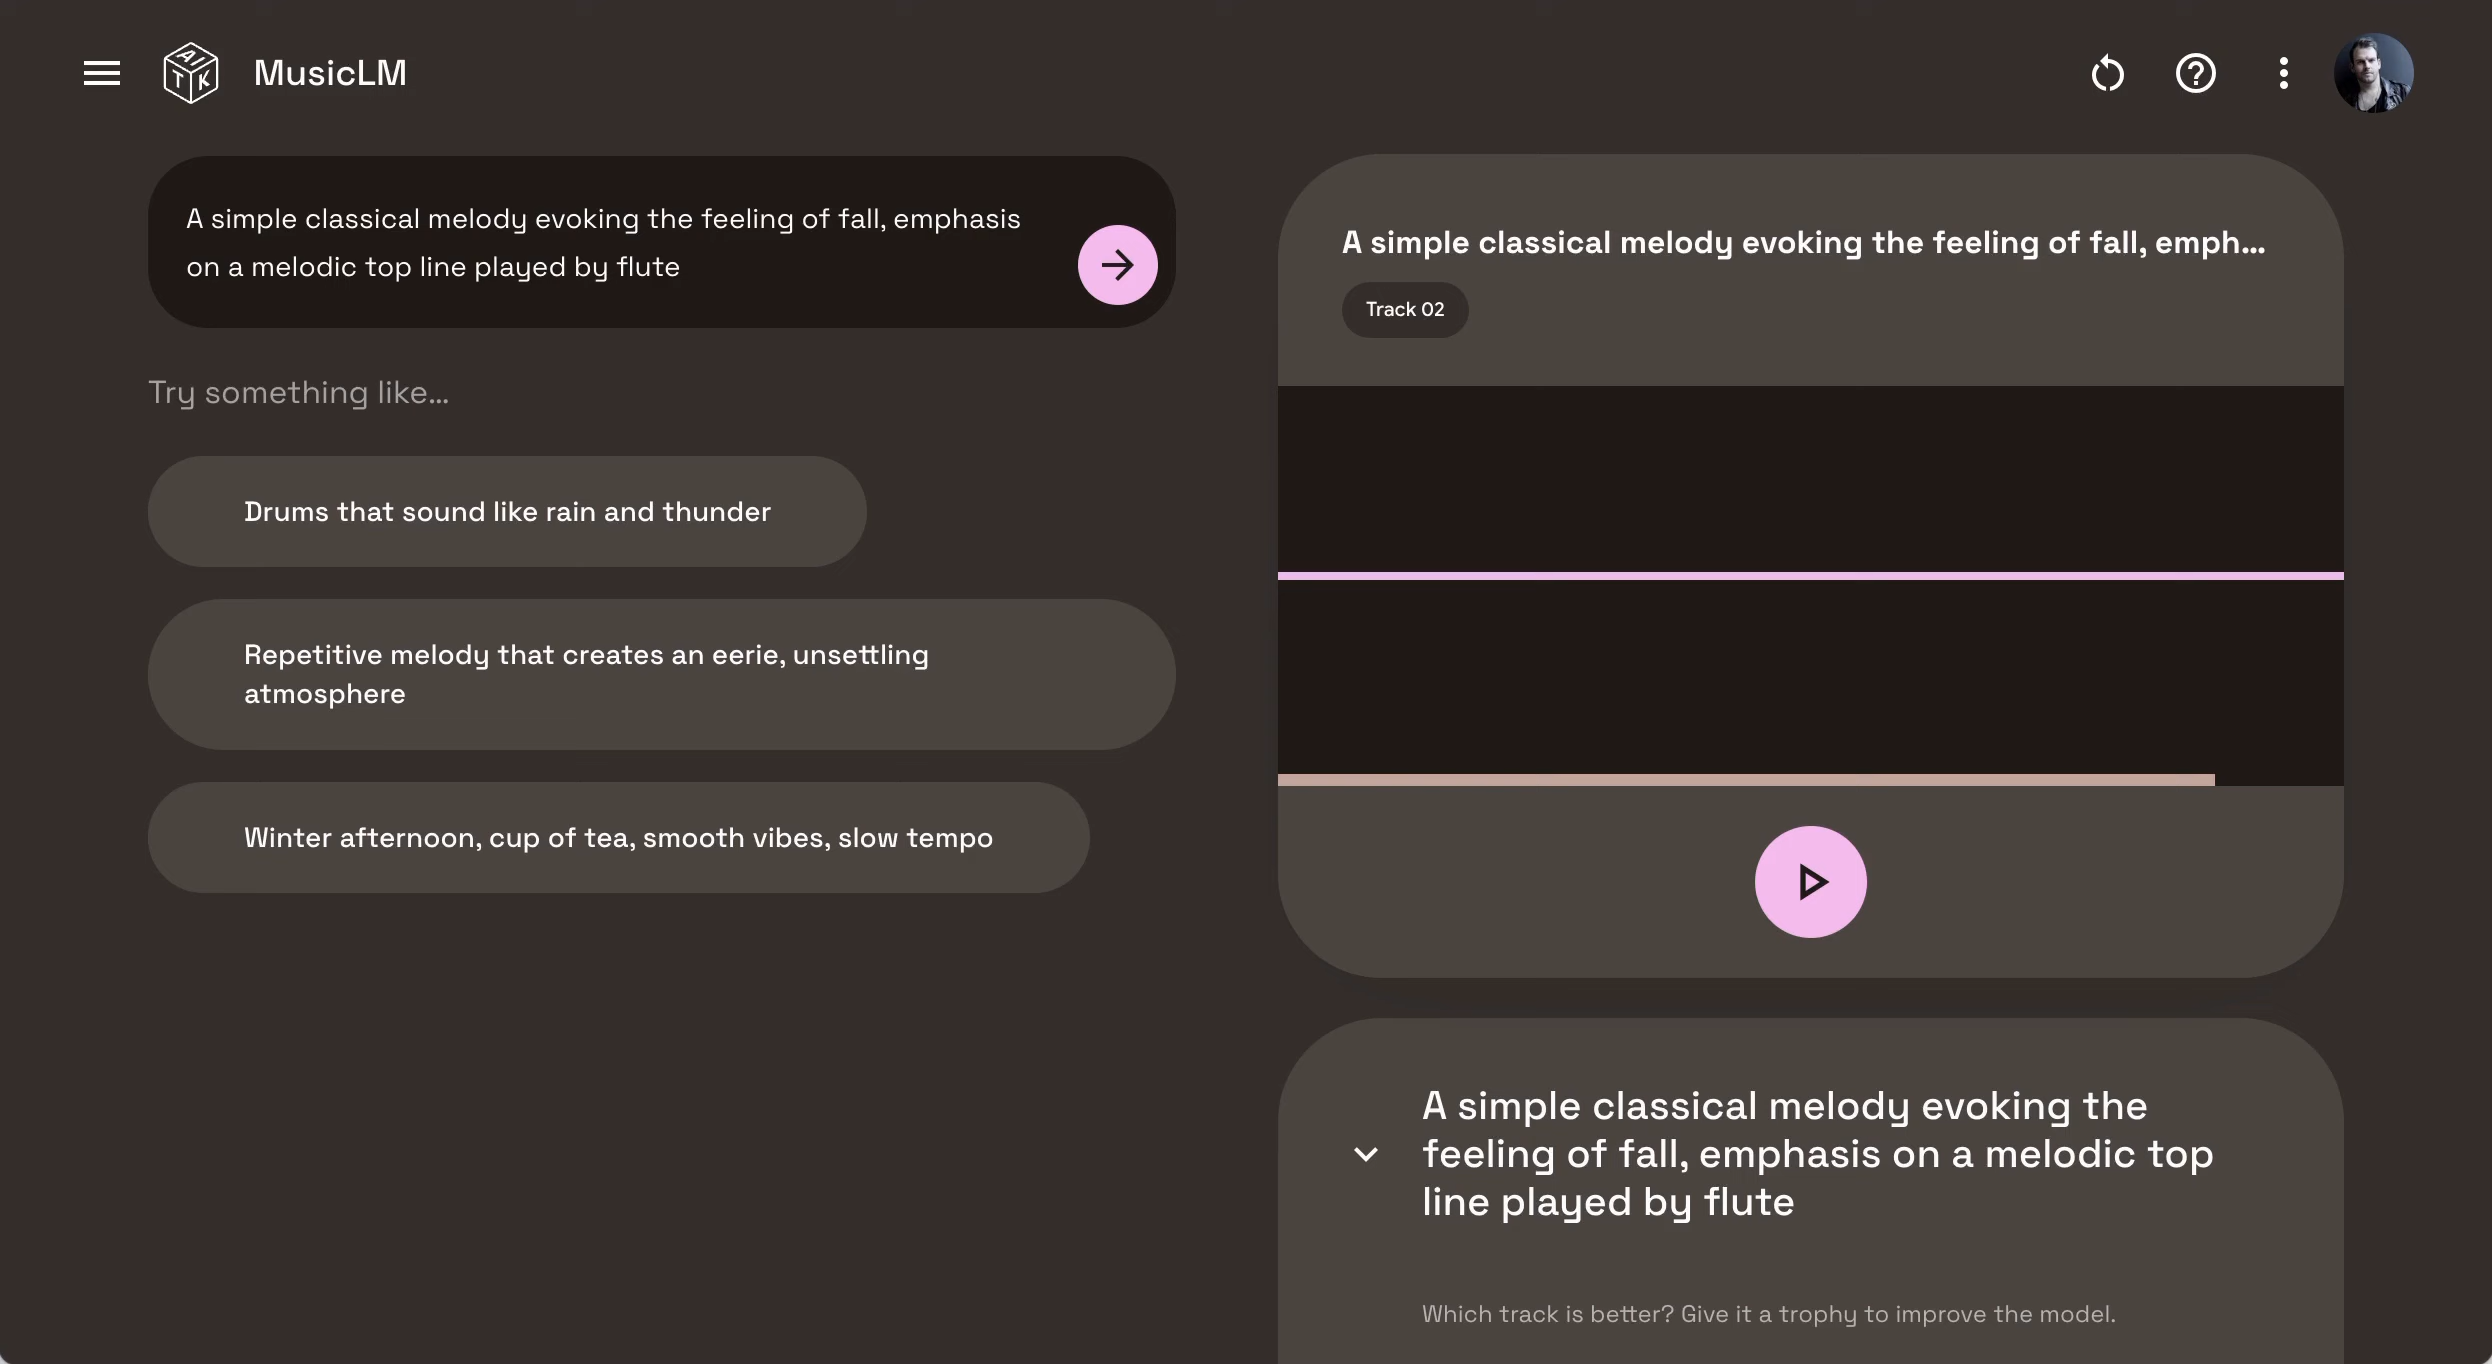 AI
T K
MusicLM
A simple classical melody evoking the feeling of fall, emphasis
on a melodic top line played by flute
Try something like...
Drums that sound like rain and thunder
Repetitive melody that creates an eerie, unsettling
atmosphere
Winter afternoon, cup of tea, smooth vibes, slow tempo
A simple classical melody evoking the feeling of fall, emph...
Track 02
A simple classical melody evoking the
feeling of fall, emphasis on a melodic top
line played by flute
Which track is better? Give it a trophy to improve the model.